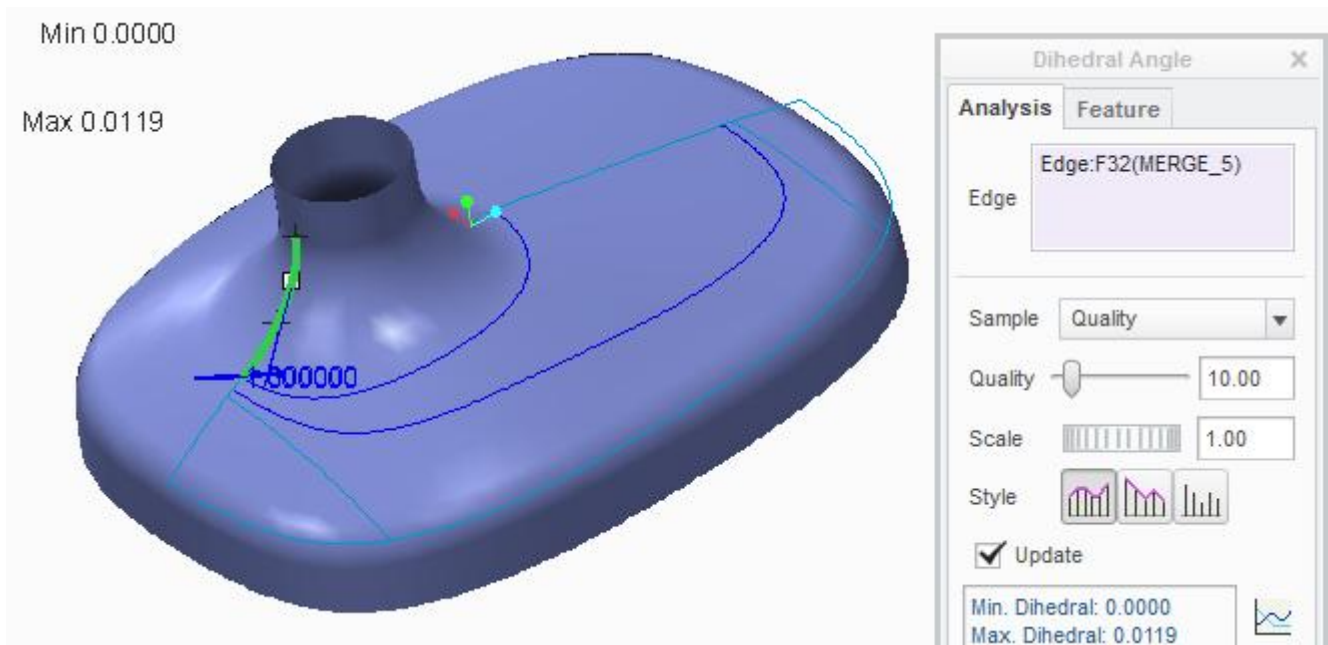 Min 0.0000
Max 0.0119
000000
Dihedral Angle
Analysis Feature
Edge Edge:F32(MERGE_5)
Sample Quality
Quality 10.00
Scale 1.00
Style
Update
Min. Dihedral: 0.0000
Max. Dihedral: 0.0119